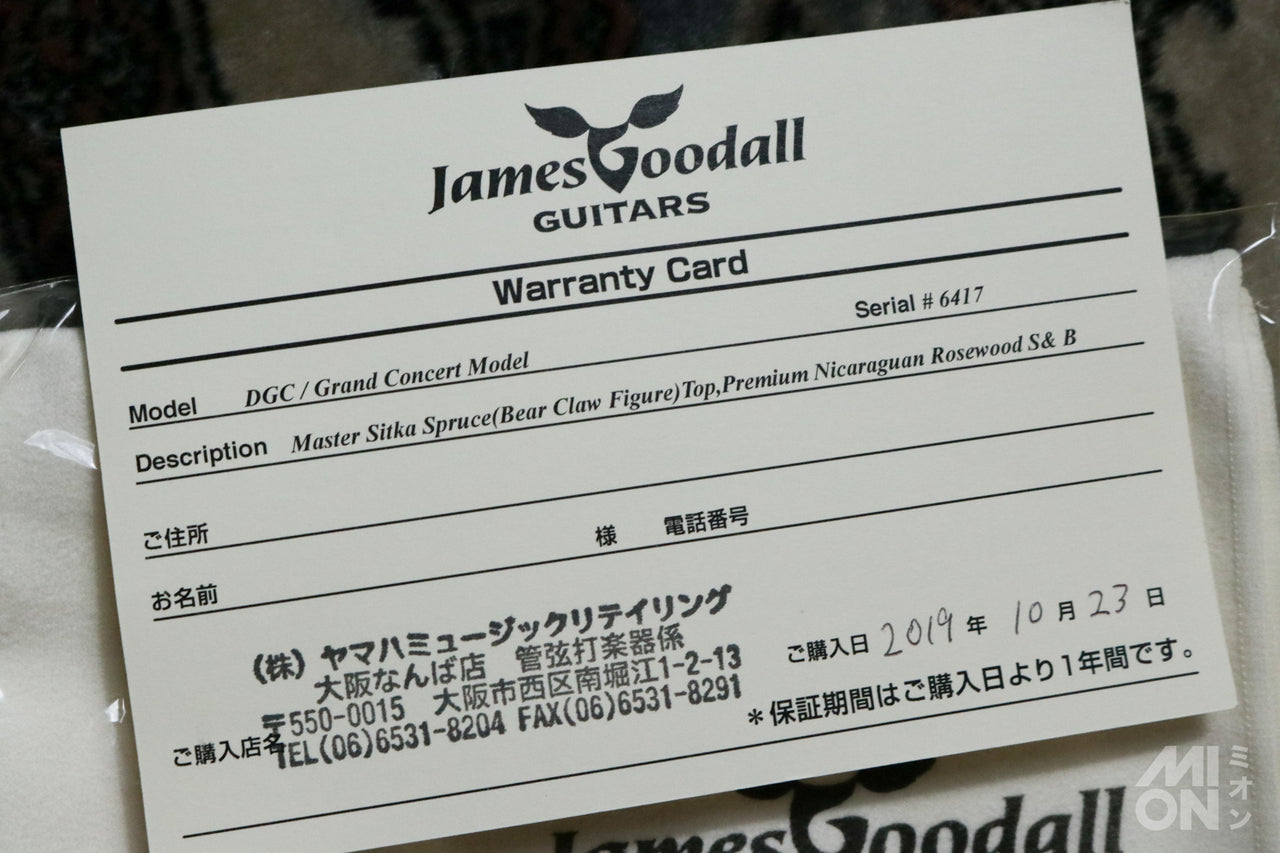 James Goodall
GUITARS
Warranty Card
Serial # 6417
Model DGC / Grand Concert Model
Description Master Sitka Spruce(Bear Claw Figure)Top,Premium Nicaraguan Rosewood S& B
ご住所
お名前 様 電話番号
(株) ヤマハミュージックリテイリング
大阪なんば店 管弦打楽器係
〒550-0015 大阪市西区南堀江1-2-13
TEL(06)6531-8204 FAX(06)6531-8291
ご購入店名
ご購入日 2019 年 10 月 23 日
＊保証期間はご購入日より1年間です。
James Goodall
MION
ミオン